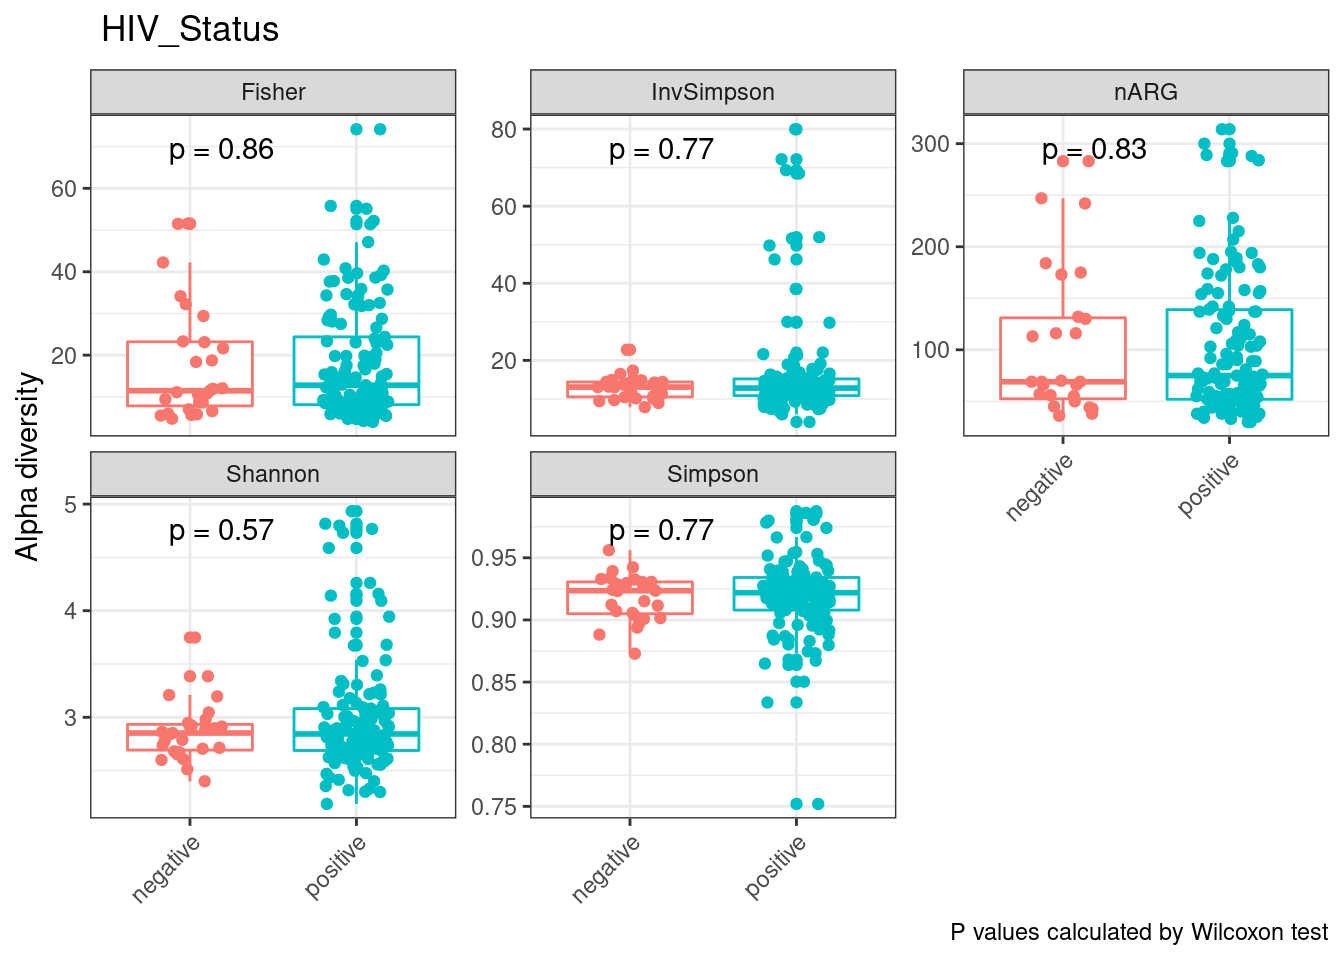 HIV_Status
Fisher
InvSimpson
nARG
p = 0.86
p = 0.77
p = 0.83
60
40
20
80
60
40
20
300
200
100
negative
positive
Alpha diversity
Shannon
Simpson
p = 0.57
p = 0.77
5
4
3
0.95
0.90
0.85
0.80
0.75
negative
positive
negative
positive
P values calculated by Wilcoxon test